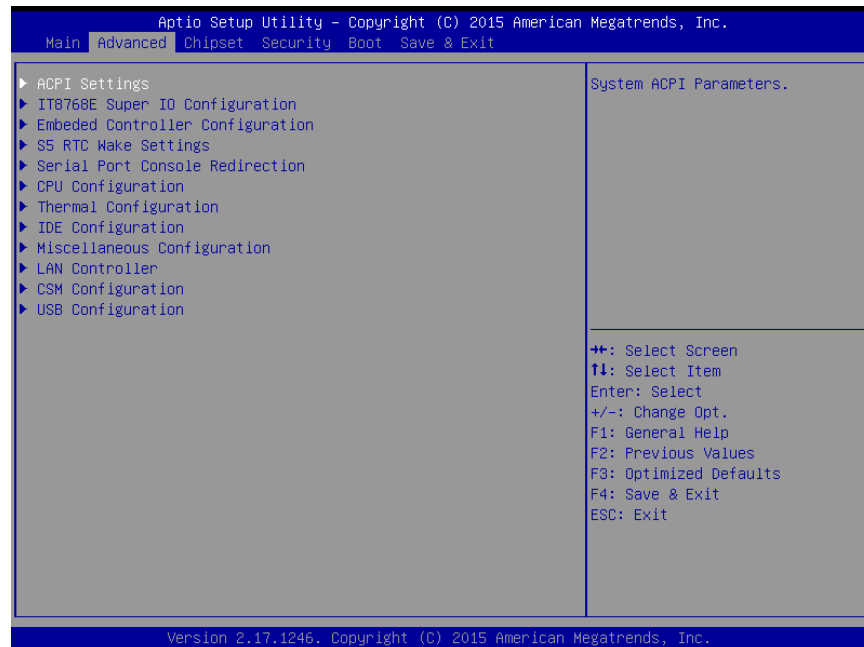 Aptio Setup Utility – Copyright (C) 2015 American Megatrends, Inc.
Main Advanced Chipset Security Boot Save & Exit
▶ ACPI Settings
▶ IT8768E Super IO Configuration
▶ Embeded Controller Configuration
▶ S5 RTC Wake Settings
▶ Serial Port Console Redirection
▶ CPU Configuration
▶ Thermal Configuration
▶ IDE Configuration
▶ Miscellaneous Configuration
▶ LAN Controller
▶ CSM Configuration
▶ USB Configuration
System ACPI Parameters.
→←: Select Screen
↑↓: Select Item
Enter: Select
+/-: Change Opt.
F1: General Help
F2: Previous Values
F3: Optimized Defaults
F4: Save & Exit
ESC: Exit
Version 2.17.1246. Copyright (C) 2015 American Megatrends, Inc.